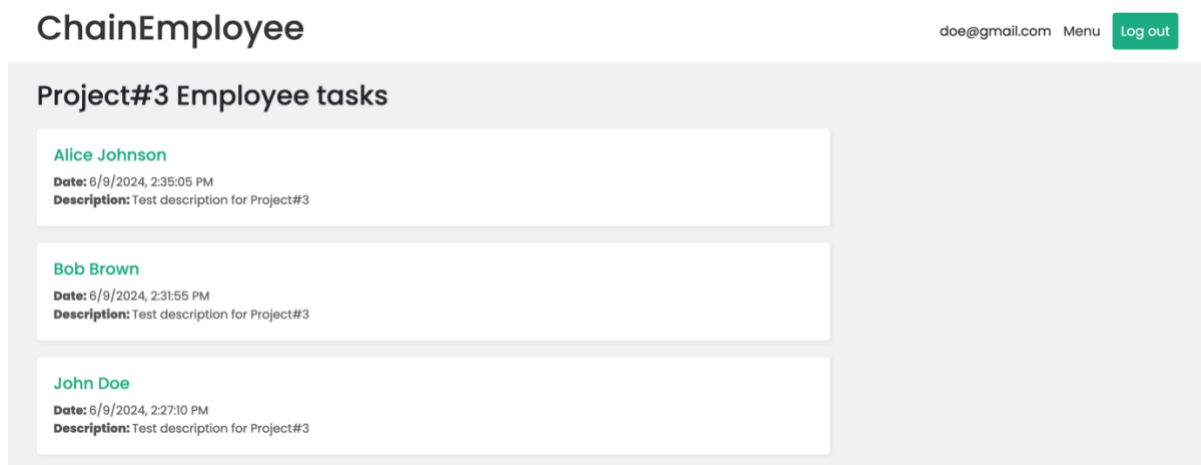 ChainEmployee
doe@gmail.com Menu Log out
Project#3 Employee tasks
Alice Johnson
Date: 6/9/2024, 2:35:05 PM
Description: Test description for Project#3
Bob Brown
Date: 6/9/2024, 2:31:55 PM
Description: Test description for Project#3
John Doe
Date: 6/9/2024, 2:27:10 PM
Description: Test description for Project#3